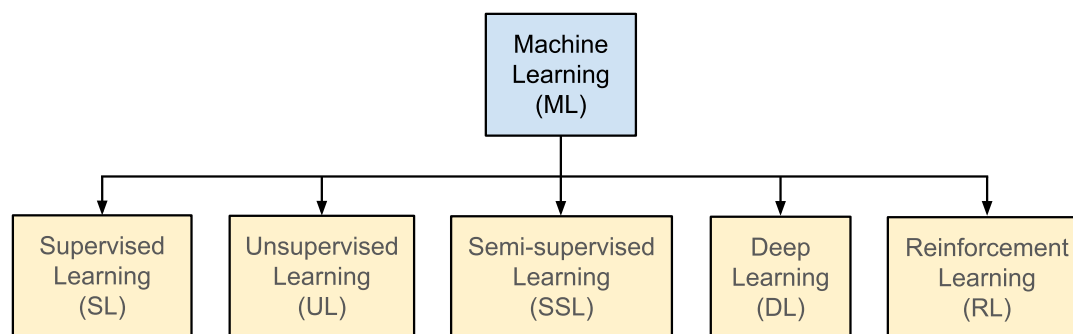 Machine
Learning
(ML)
Supervised
Learning
(SL)
Unsupervised
Learning
(UL)
Semi-supervised
Learning
(SSL)
Deep
Learning
(DL)
Reinforcement
Learning
(RL)